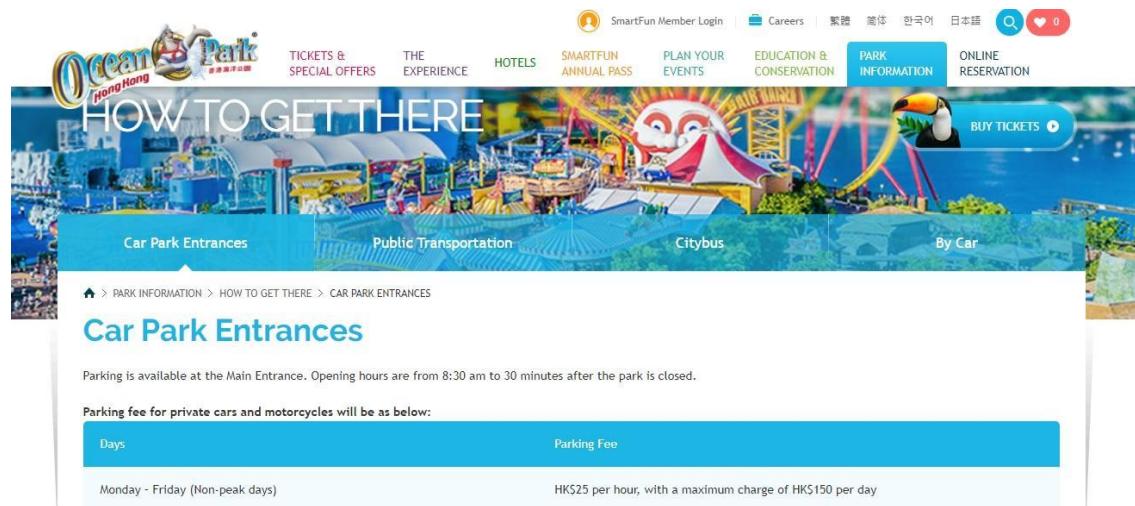 SmartFun Member Login
Careers
繁體
简体
한국어
日本語
0
Ocean Park
Hong Kong
香港海洋公園
TICKETS &
SPECIAL OFFERS
THE
EXPERIENCE
HOTELS
SMARTFUN
ANNUAL PASS
PLAN YOUR
EVENTS
EDUCATION &
CONSERVATION
PARK
INFORMATION
ONLINE
RESERVATION
HOW TO GET THERE
BUY TICKETS
Car Park Entrances
Public Transportation
Citybus
By Car
> PARK INFORMATION > HOW TO GET THERE > CAR PARK ENTRANCES
Car Park Entrances
Parking is available at the Main Entrance. Opening hours are from 8:30 am to 30 minutes after the park is closed.
Parking fee for private cars and motorcycles will be as below:
Days Parking Fee
Monday - Friday (Non-peak days) HK$25 per hour, with a maximum charge of HK$150 per day